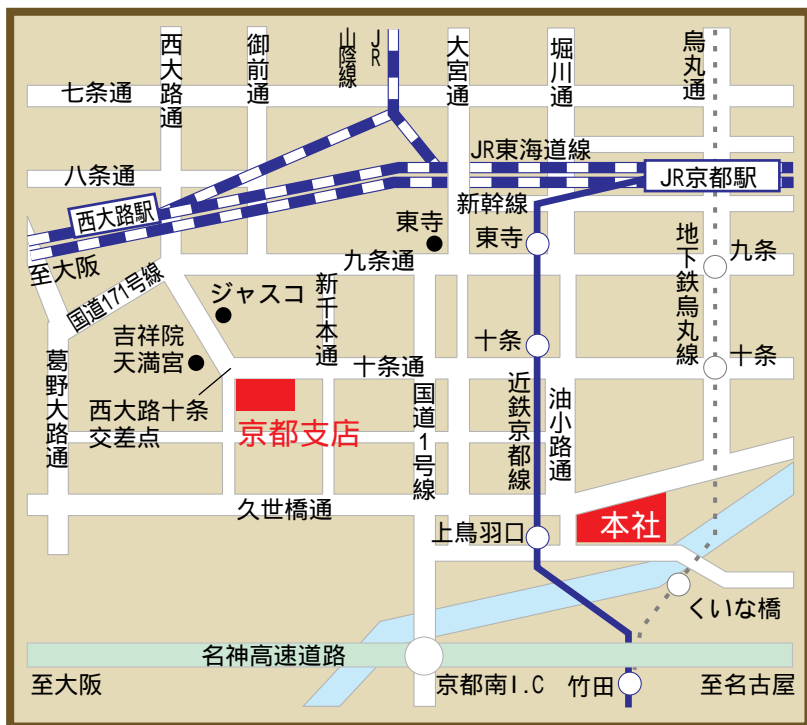 西大路通
御前通
JR
山陰線
大宮通
堀川通
烏丸通
七条通
JR東海道線
八条通
JR京都駅
西大路駅
新幹線
東寺
東寺
至大阪
九条通
地下鉄烏丸線
九条
国道171号線
ジャスコ
新千本通
吉祥院
天満宮
十条
十条
十条通
葛野大路通
西大路十条
交差点
国道1号線
近鉄京都線
油小路通
京都支店
久世橋通
本社
上鳥羽口
くいな橋
名神高速道路
至大阪
京都南I.C
竹田
至名古屋